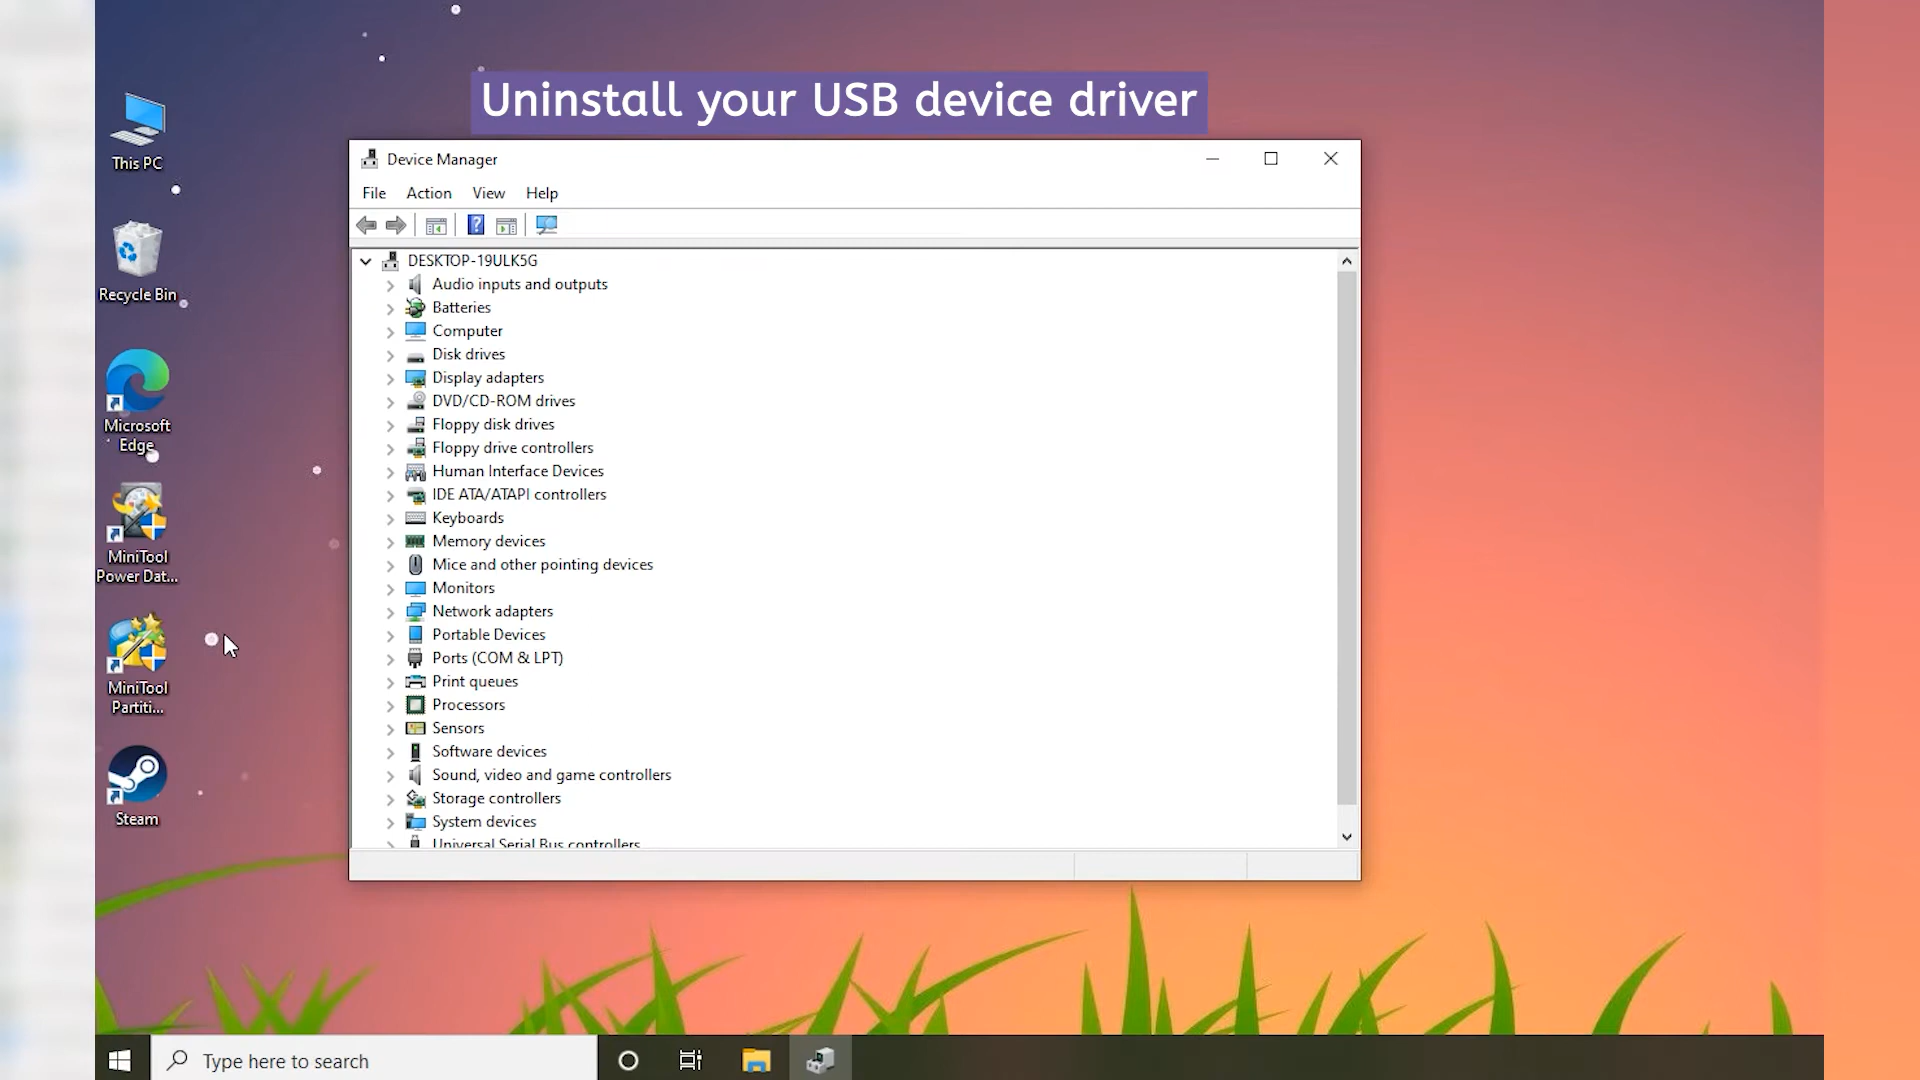 Uninstall your USB device driver
Device Manager
File Action View Help
DESKTOP-19ULK5G
Audio inputs and outputs
Batteries
Computer
Disk drives
Display adapters
DVD/CD-ROM drives
Floppy disk drives
Floppy drive controllers
Human Interface Devices
IDE ATA/ATAPI controllers
Keyboards
Memory devices
Mice and other pointing devices
Monitors
Network adapters
Portable Devices
Ports (COM & LPT)
Print queues
Processors
Sensors
Software devices
Sound, video and game controllers
Storage controllers
System devices
Universal Serial Bus controllers
This PC
Recycle Bin
Microsoft
Edge
MiniTool
Power Dat...
MiniTool
Partiti...
Steam
Type here to search